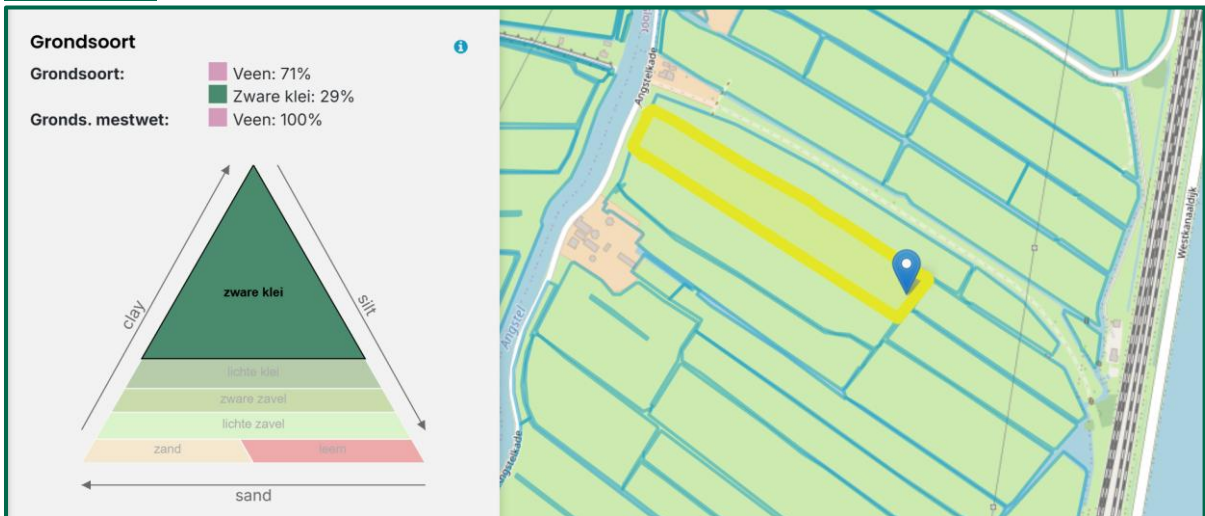 Grondsoort
Grondsoort: Veen: 71%
Zware klei: 29%
Gronds. mestwet: Veen: 100%
clay
silt
zware klei
lichte klei
zware zavel
lichte zavel
zand
leem
sand
Angstelkade
Angstel
Angstelkade
Westkanaaldijk